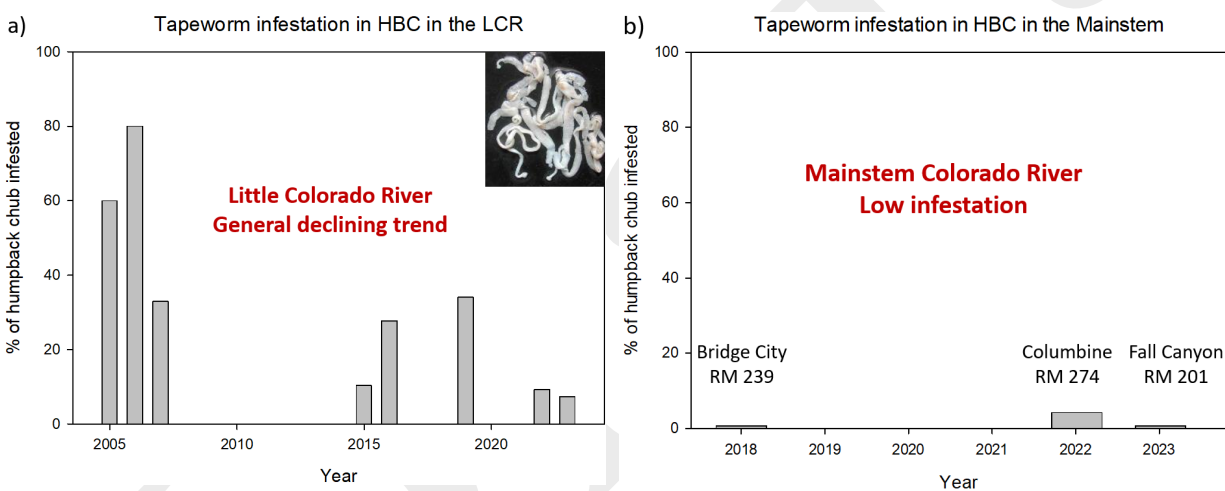 a)
Tapeworm infestation in HBC in the LCR
% of humpback chub infested
100
80
60
40
20
0
Little Colorado River
General declining trend
2005
2010
2015
2020
Year
b)
Tapeworm infestation in HBC in the Mainstem
% of humpback chub infested
100
80
60
40
20
0
Mainstem Colorado River
Low infestation
Bridge City
RM 239
Columbine
RM 274
Fall Canyon
RM 201
2018
2019
2020
2021
2022
2023
Year